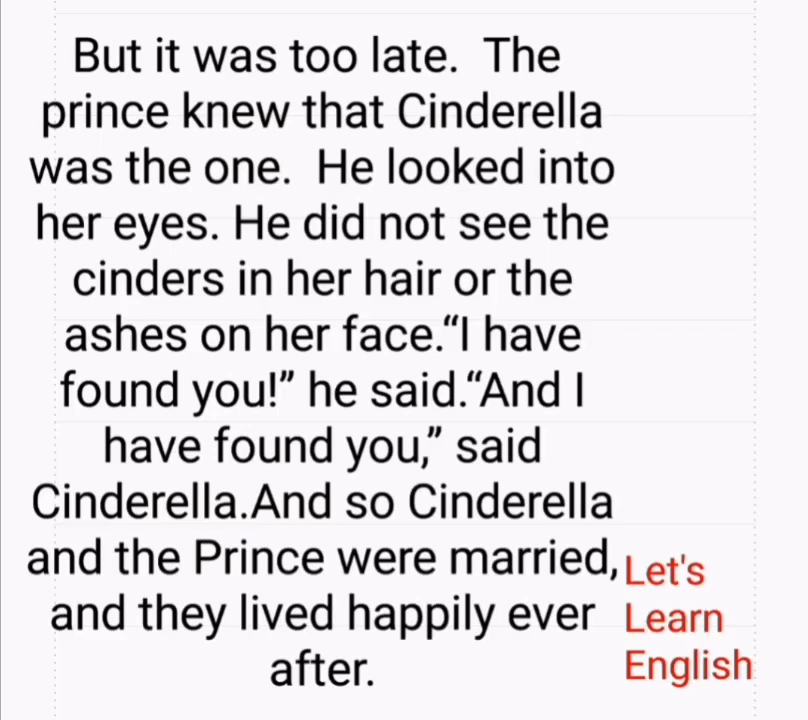 But it was too late.  The
prince knew that Cinderella
was the one.  He looked into
her eyes. He did not see the
cinders in her hair or the
ashes on her face.“I have
found you!” he said.“And I
have found you,” said
Cinderella.And so Cinderella
and the Prince were married,
and they lived happily ever
after.
Let's
Learn
English